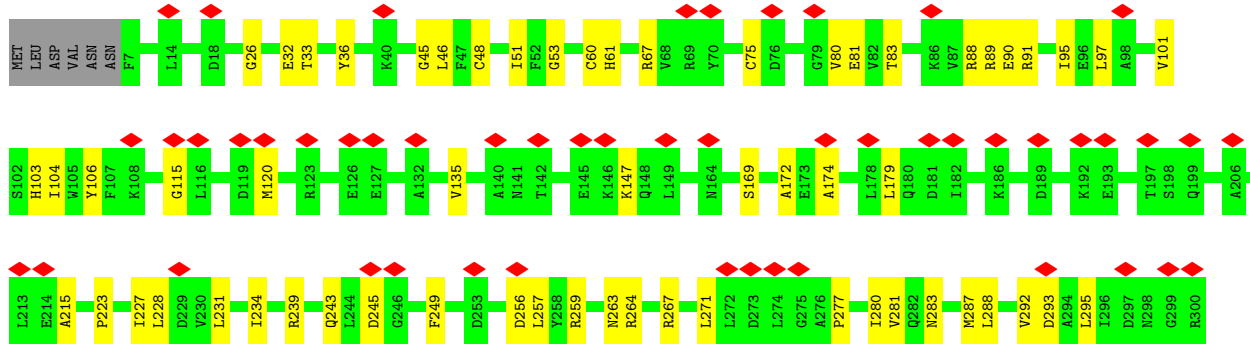 MET LEU ASP VAL ASN ASN F7 L14 D18 G26 E32 T33 Y36 K40 G45 L46 F47 C48 I51 F52 G53 C60 H61 R67 V68 R69 Y70 C75 D76 G79 V80 E81 V82 T83 K86 V87 R88 R89 E90 R91 I95 E96 L97 A98 V101
S102 H103 I104 W105 Y106 F107 K108 G115 L116 D119 M120 R123 E126 E127 A132 V135 A140 N141 T142 E145 K146 K147 Q148 L149 N164 S169 A172 E173 A174 L178 L179 Q180 D181 I182 K186 D189 K192 E193 T197 S198 Q199 A206
L213 E214 A215 P223 I227 L228 D229 V230 L231 I234 R239 Q243 L244 D245 G246 F249 D253 D256 L257 Y258 R259 N263 R264 R267 L271 L272 D273 L274 G275 A276 P277 I280 V281 Q282 N283 M287 L288 V292 D293 A294 L295 I296 D297 N298 G299 R300